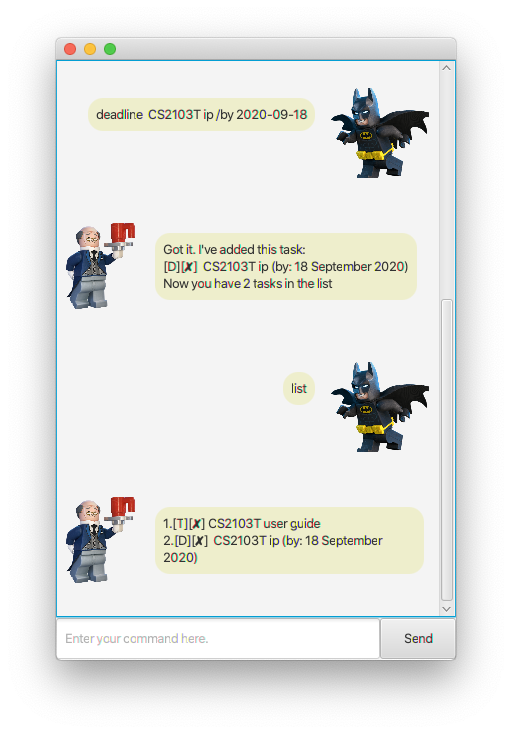 deadline  CS2103T ip /by 2020-09-18
Got it. I've added this task:
[D][✘]  CS2103T ip (by: 18 September 2020)
Now you have 2 tasks in the list
list
1.[T][✘] CS2103T user guide
2.[D][✘]  CS2103T ip (by: 18 September
2020)
Enter your command here.
Send